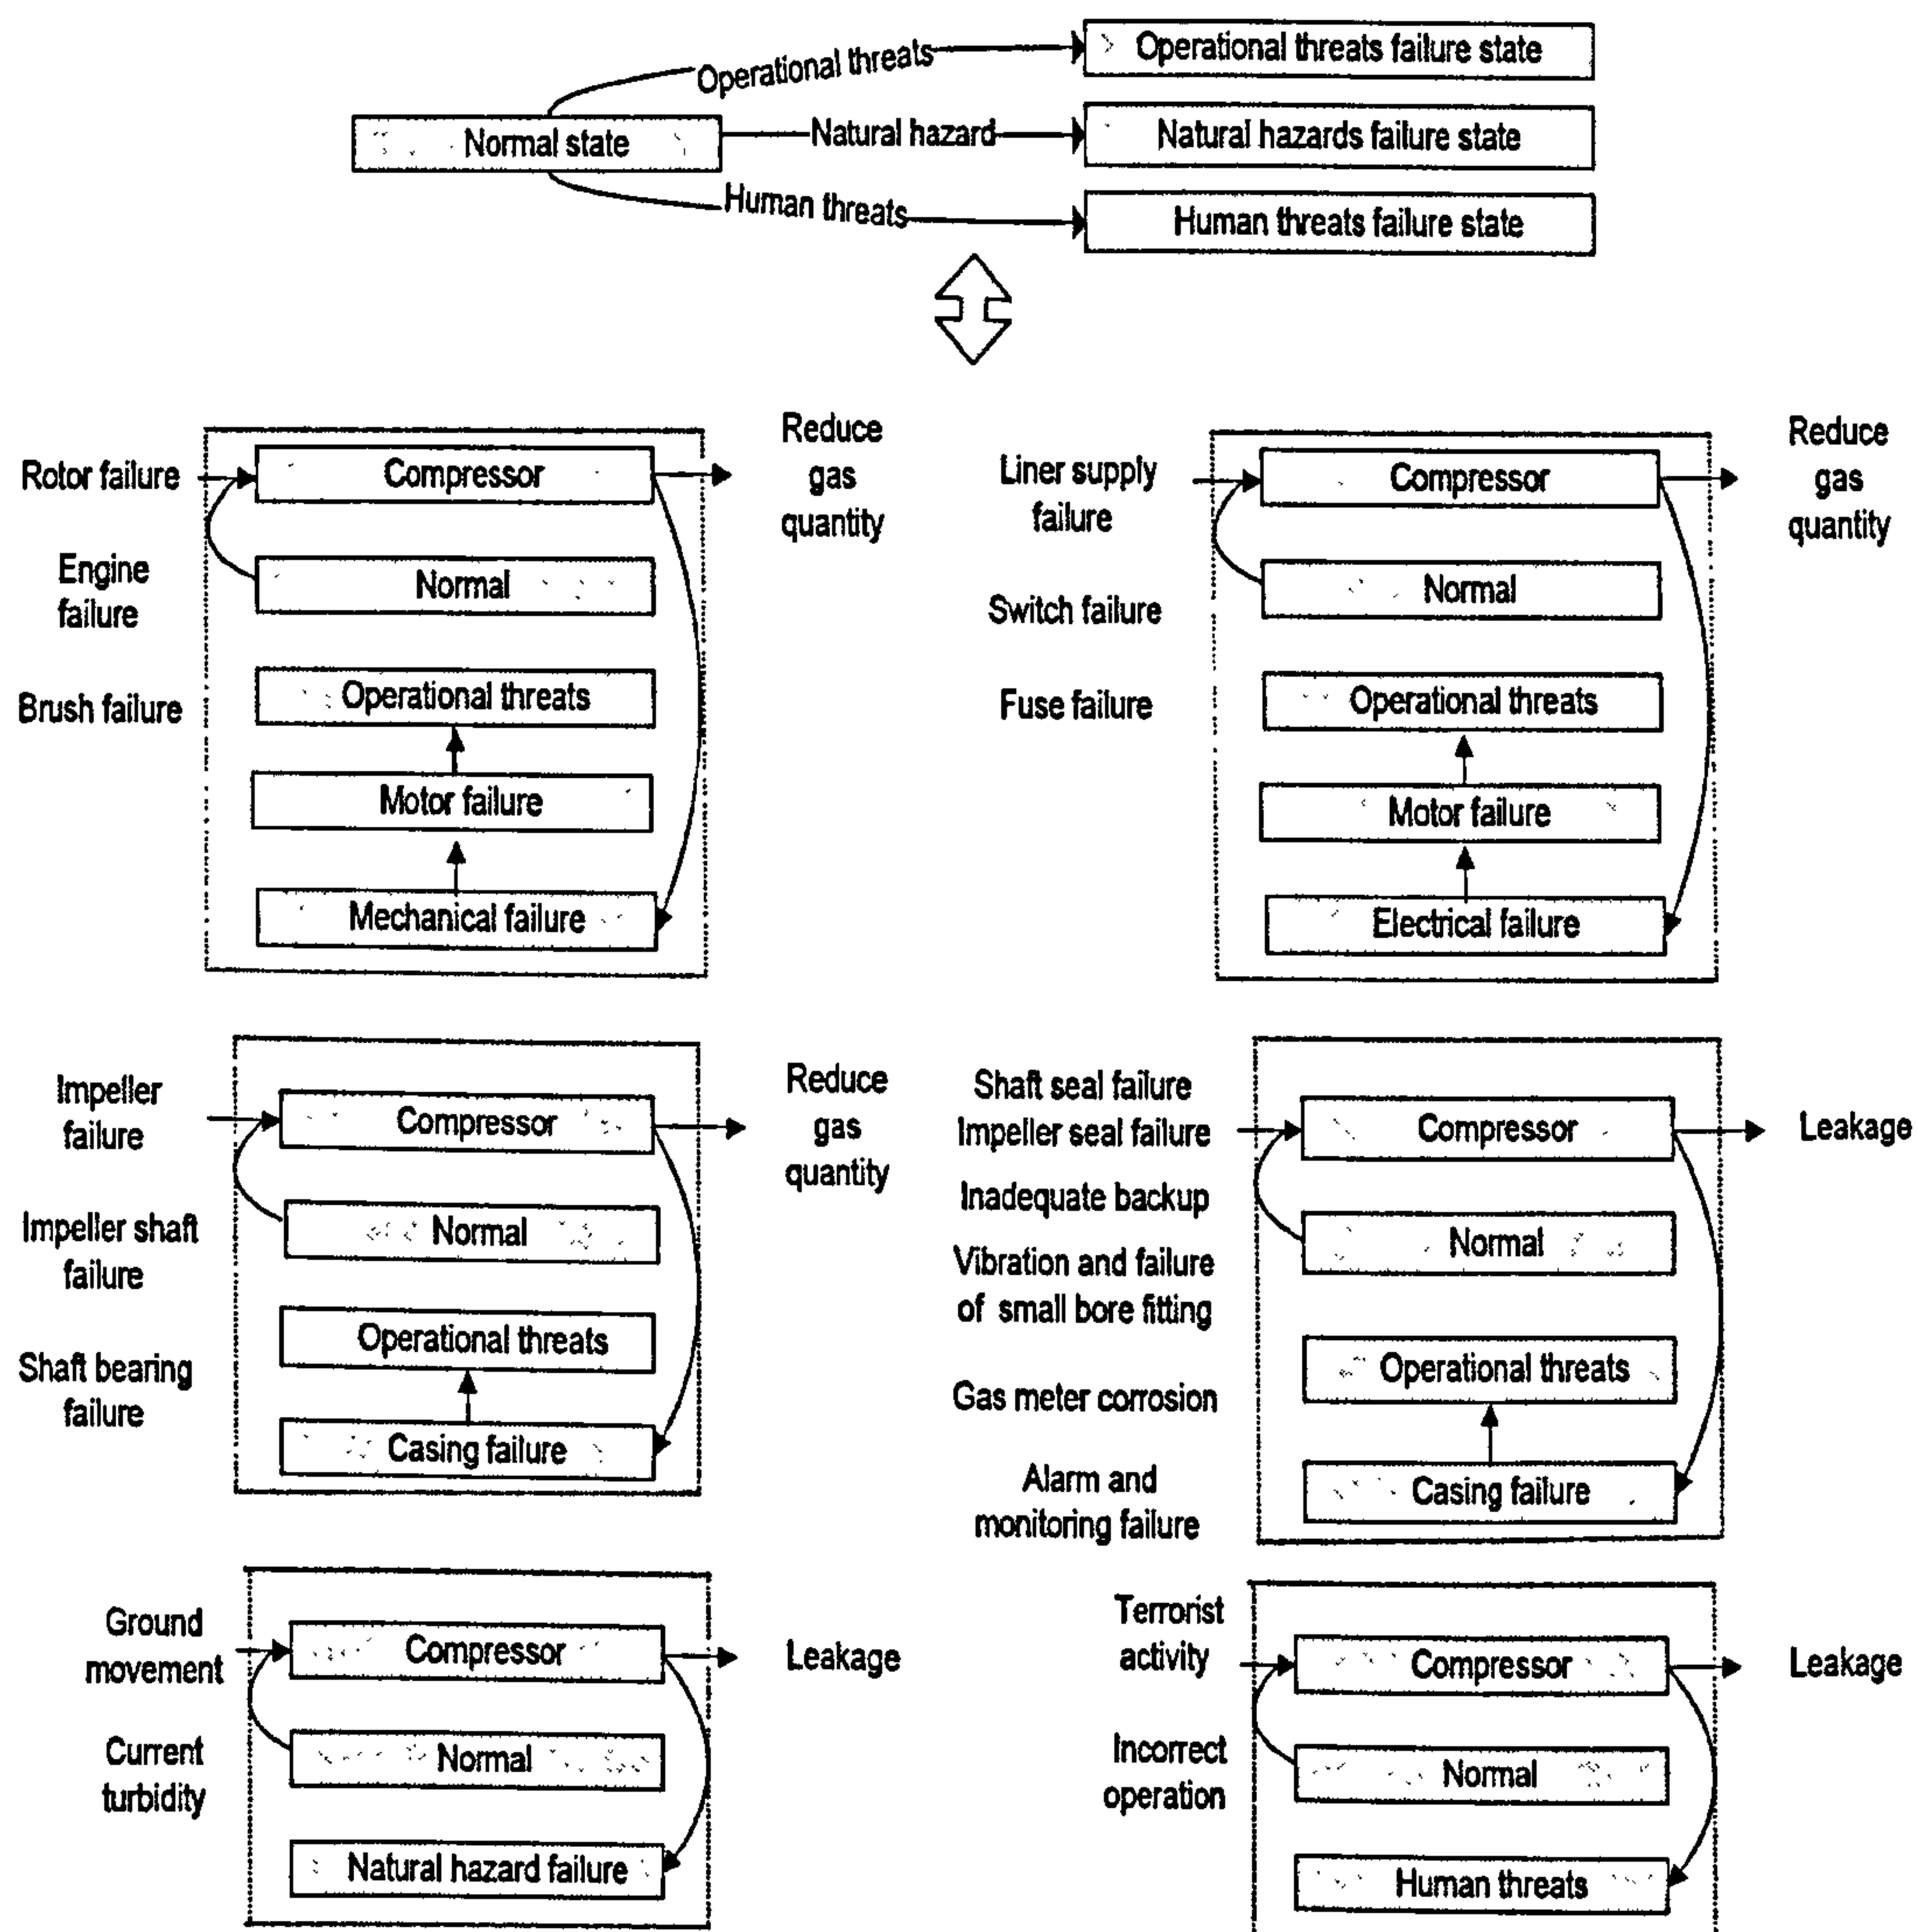 Operational threats
Operational threats failure state
Normal state
Natural hazard
Natural hazards failure state
Human threats
Human threats failure state
Rotor failure
Engine
failure
Brush failure
Compressor
Normal
Operational threats
Motor failure
Mechanical failure
Reduce
gas
quantity
Liner supply
failure
Switch failure
Fuse failure
Compressor
Normal
Operational threats
Motor failure
Electrical failure
Reduce
gas
quantity
Impeller
failure
Impeller shaft
failure
Shaft bearing
failure
Compressor
Normal
Operational threats
Casing failure
Reduce
gas
quantity
Shaft seal failure
Impeller seal failure
Inadequate backup
Vibration and failure
of small bore fitting
Gas meter corrosion
Alarm and
monitoring failure
Compressor
Normal
Operational threats
Casing failure
Leakage
Ground
movement
Current
turbidity
Compressor
Normal
Natural hazard failure
Leakage
Terrorist
activity
Incorrect
operation
Compressor
Normal
Human threats
Leakage